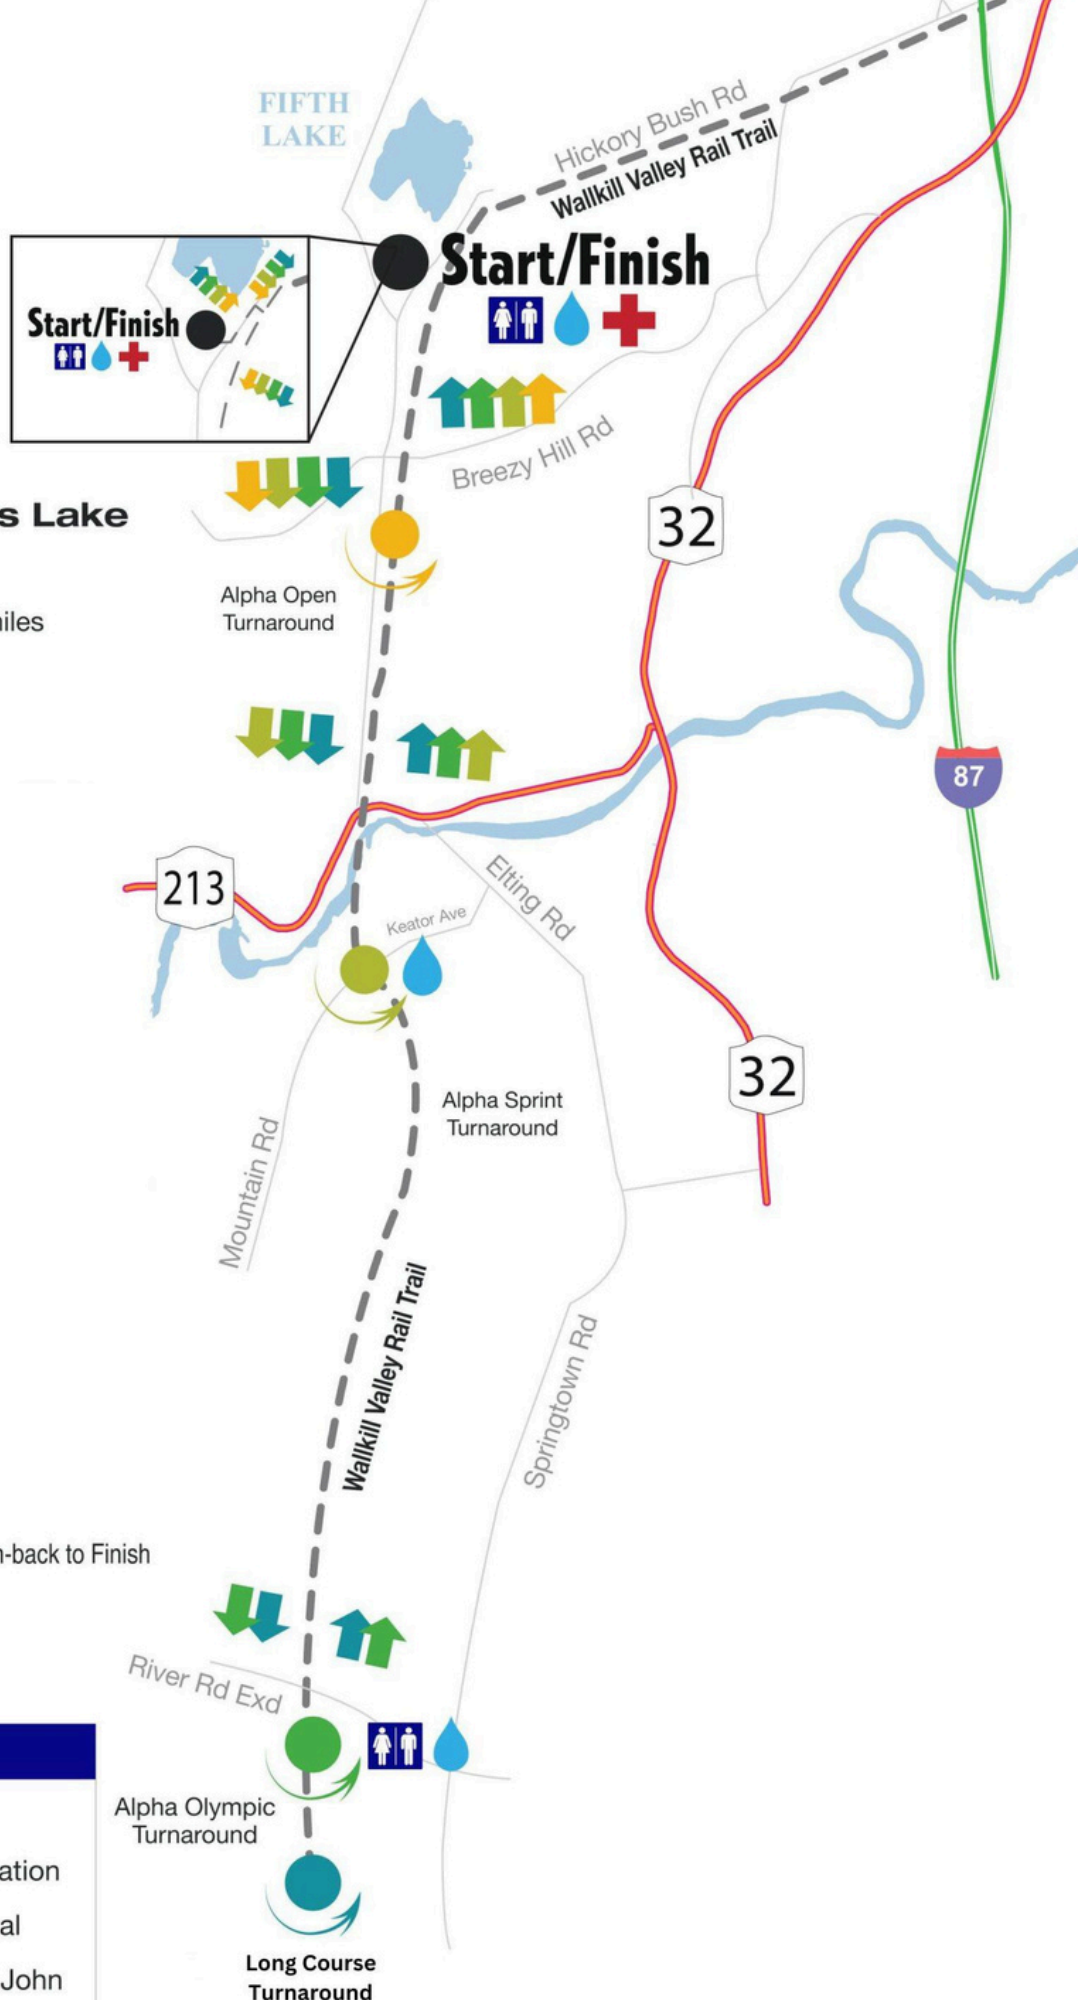 FIFTH
LAKE
Hickory Bush Rd
Wallkill Valley Rail Trail
Start/Finish
Start/Finish
Breezy Hill Rd
s Lake
32
Alpha Open
Turnaround
iles
87
213
Elting Rd
Keator Ave
32
Alpha Sprint
Turnaround
Mountain Rd
Wallkill Valley Rail Trail
Springtown Rd
-back to Finish
River Rd Exd
Alpha Olympic
Turnaround
ation
al
John
Long Course
Turnaround